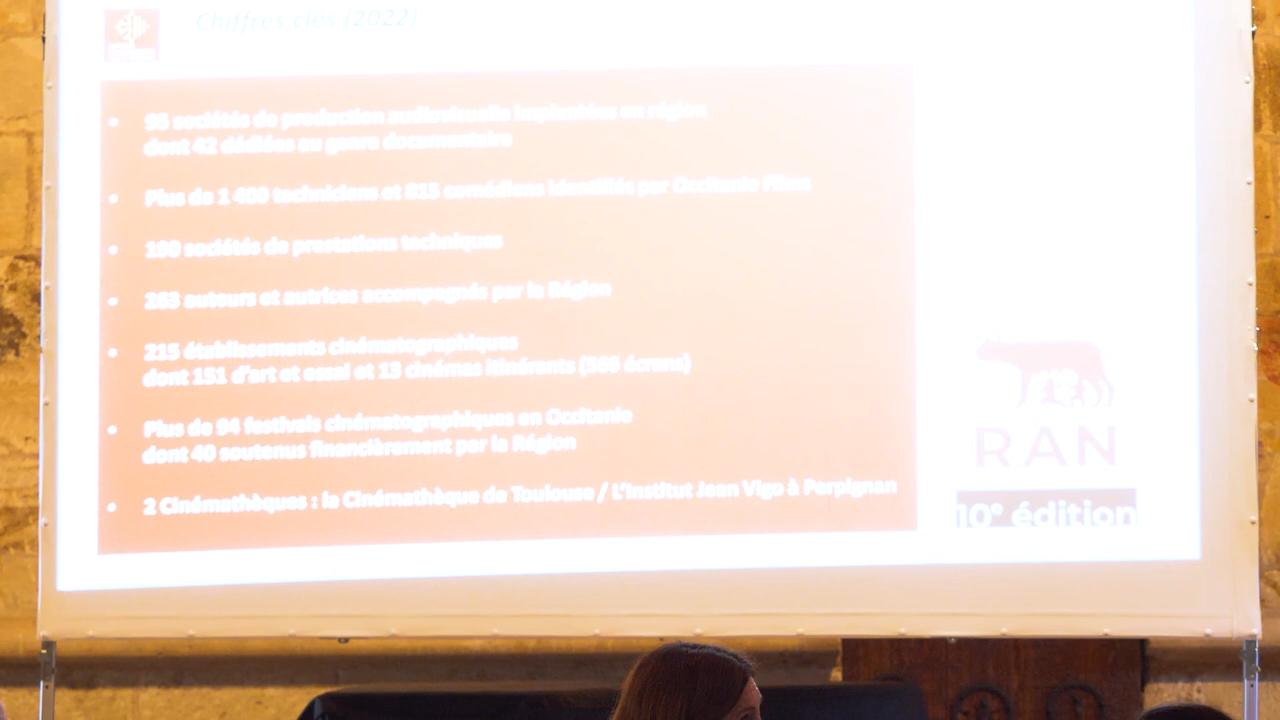 Chiffres clés (2022)
95 sociétés de production audiovisuelle implantées en région
dont 42 dédiées au genre documentaire
Plus de 1 400 techniciens et 815 comédiens identifiés par Occitanie Films
190 sociétés de prestations techniques
263 auteurs et autrices accompagnés par la Région
215 établissements cinématographiques
dont 151 d'art et essai et 13 cinémas itinérants (566 écrans)
Plus de 94 festivals cinématographiques en Occitanie
dont 40 soutenus financièrement par la Région
2 Cinémathèques : la Cinémathèque de Toulouse / L'Institut Jean Vigo à Perpignan
RAN
10e édition